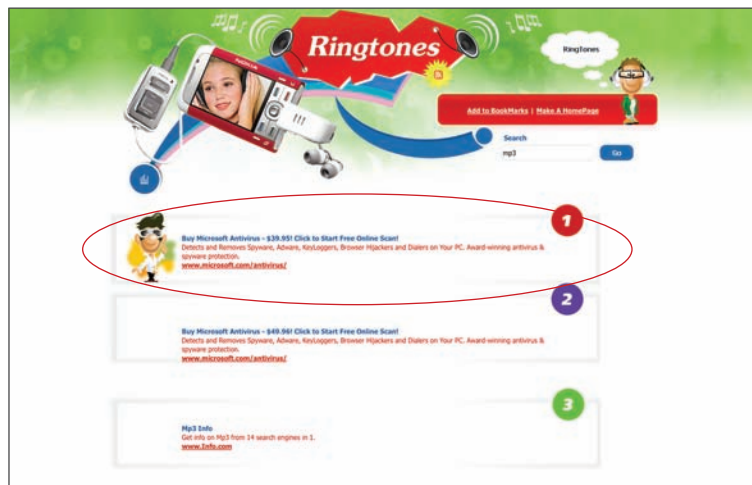 Ringtones
Ringtones
Add to BookMarks | Make A HomePage
Search
mp3
Go
1
Buy Microsoft Antivirus - $39.95! Click to Start Free Online Scan!
Detects and Removes Spyware, Adware, KeyLoggers, Browser Hijackers and Dialers on Your PC. Award-winning antivirus &
spyware protection.
www.microsoft.com/antivirus/
2
Buy Microsoft Antivirus - $49.96! Click to Start Free Online Scan!
Detects and Removes Spyware, Adware, KeyLoggers, Browser Hijackers and Dialers on Your PC. Award-winning antivirus &
spyware protection.
www.microsoft.com/antivirus/
3
Mp3 Info
Get info on Mp3 from 14 search engines in 1.
www.Info.com